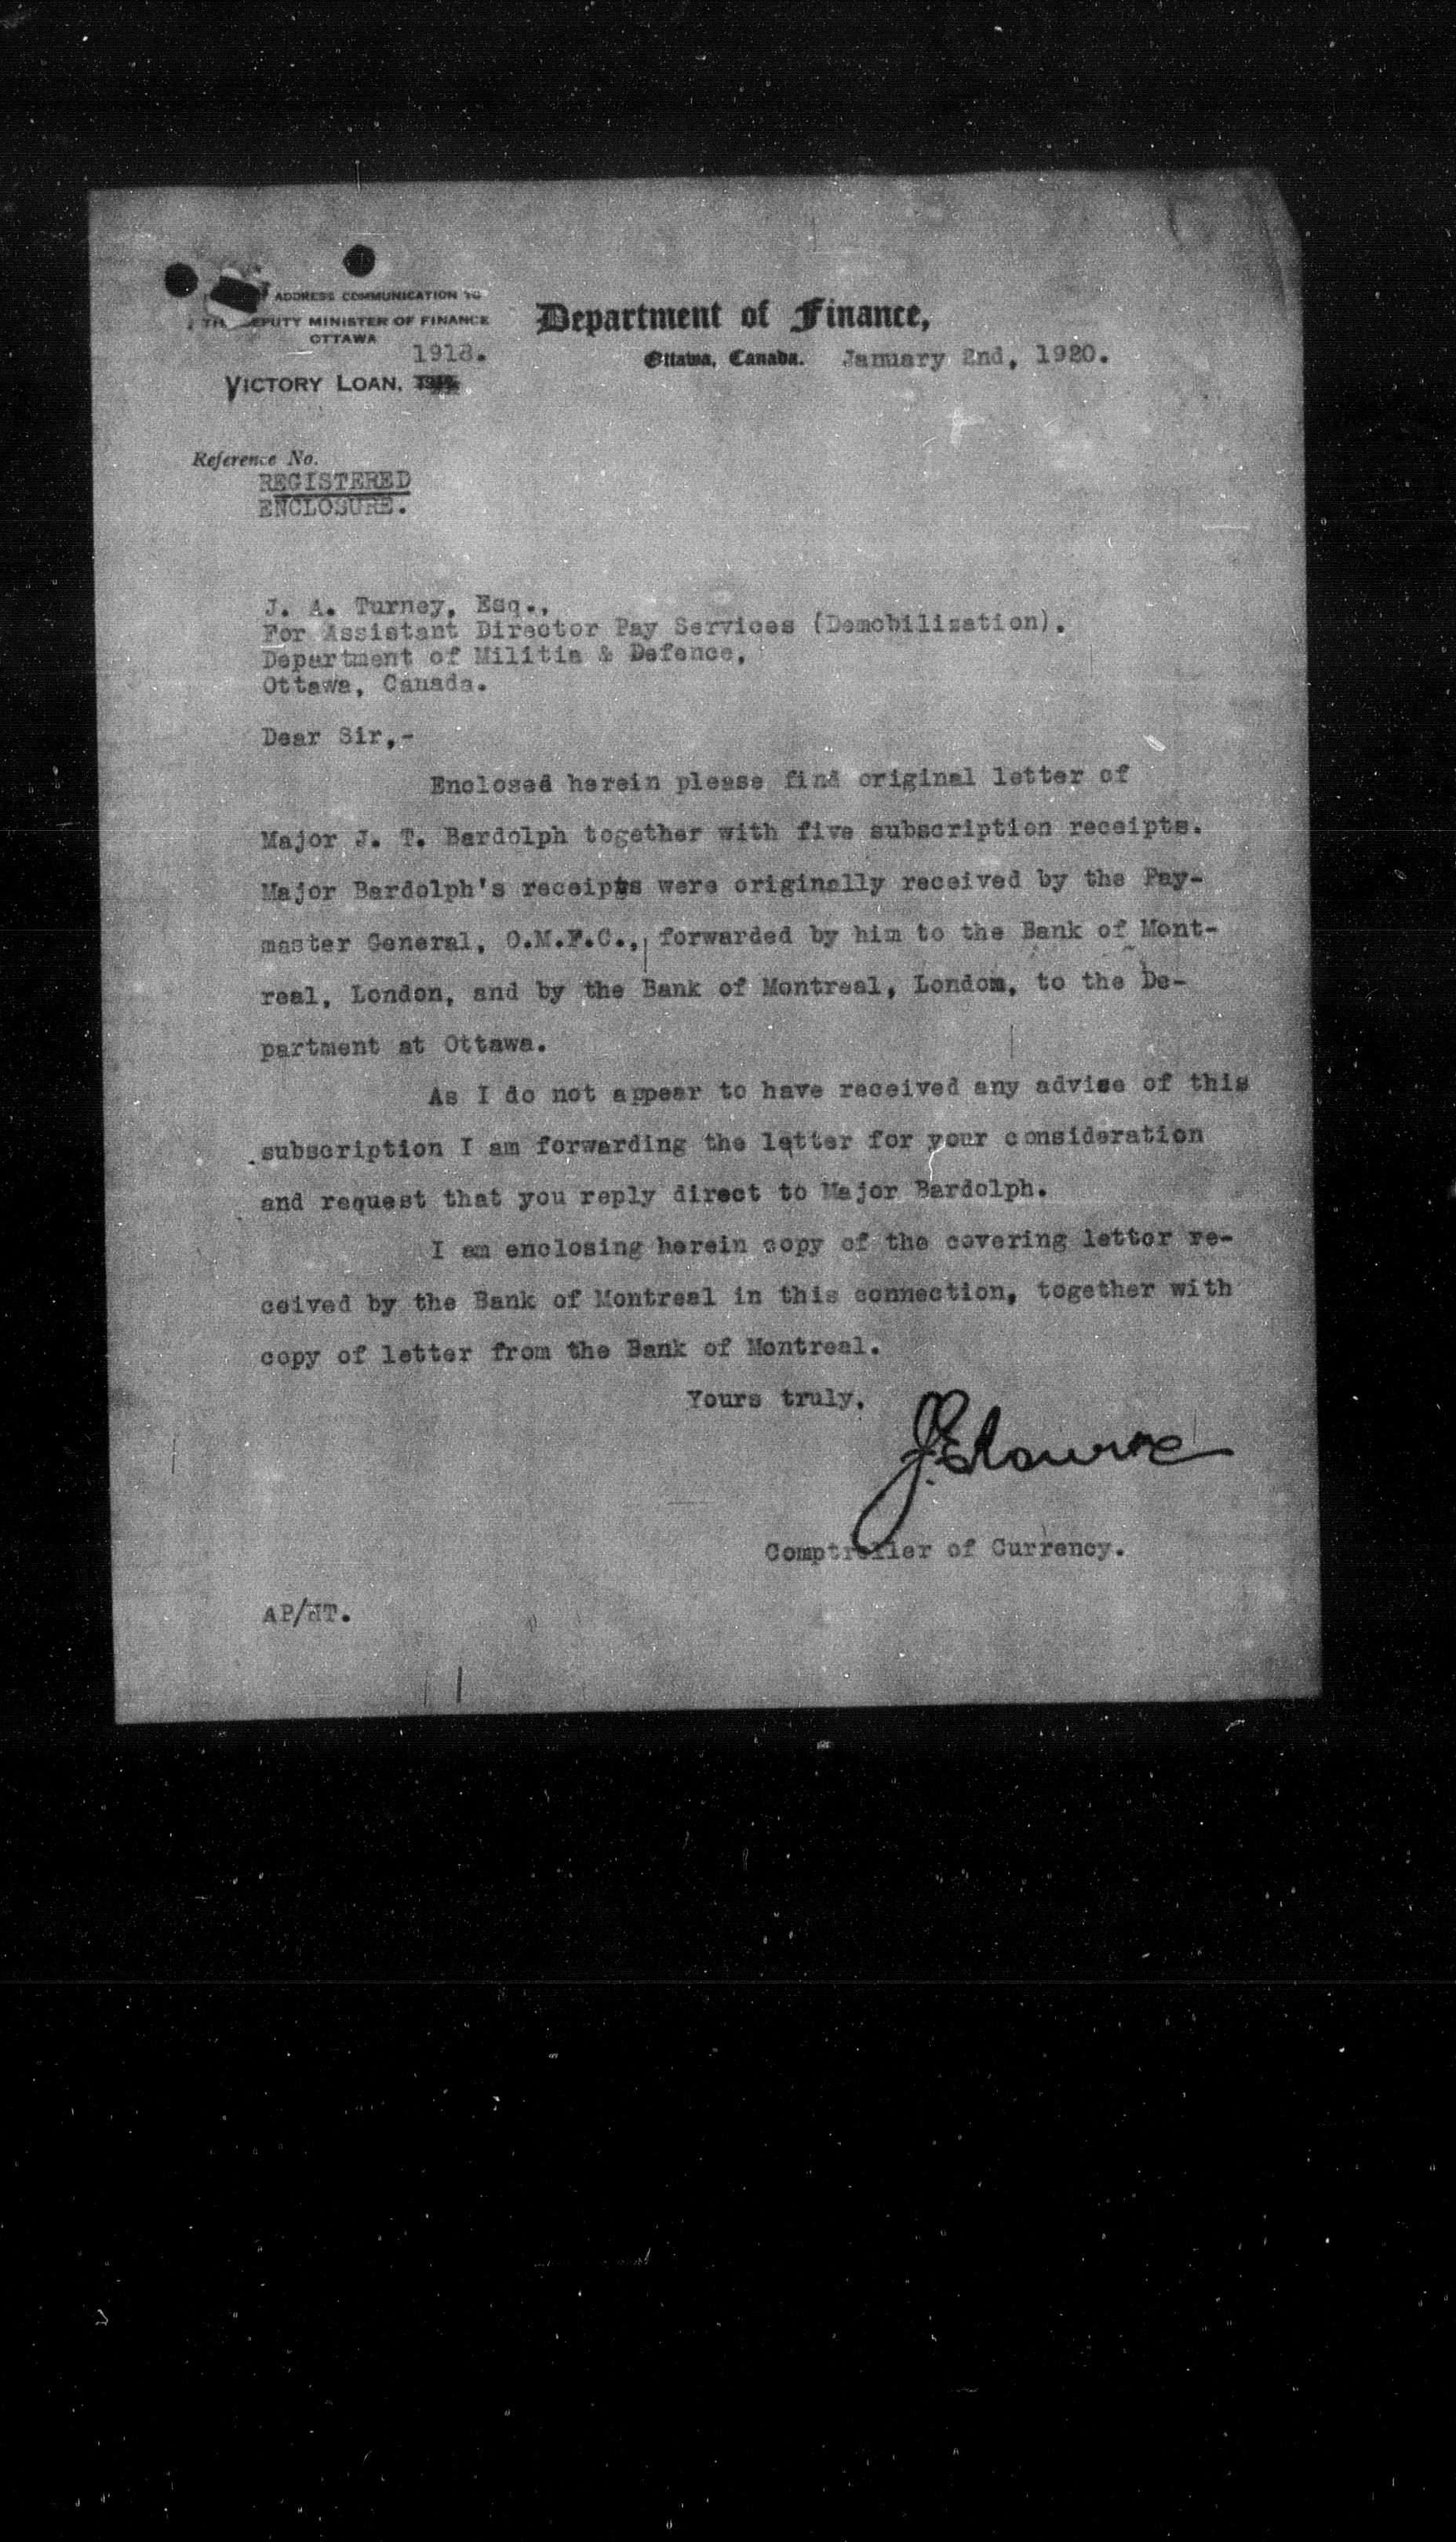 ADDRESS COMMUNICATION TO
DEPUTY MINISTER OF FINANCE
OTTAWA
Department of Finance,
Ottawa, Canada. January 2nd, 1920.
1918.
VICTORY LOAN,
Reference No.
REGISTERED
ENCLOSURE.
J. A. Turney, Esq.,
For Assistant Director Pay Services (Demobilization).
Department of Militia & Defence,
Ottawa, Canada.
Dear Sir,-
Enclosed herein please find original letter of
Major J. T. Bardolph together with five subscription receipts.
Major Bardolph's receipts were originally received by the Pay-
master General, O.M.F.C., forwarded by him to the Bank of Mont-
real, London, and by the Bank of Montreal, London, to the De-
partment at Ottawa.
As I do not appear to have received any advise of this
subscription I am forwarding the letter for your consideration
and request that you reply direct to Major Bardolph.
I am enclosing herein copy of the covering letter re-
ceived by the Bank of Montreal in this connection, together with
copy of letter from the Bank of Montreal.
Yours truly,
Comptroller of Currency.
AP/HT.